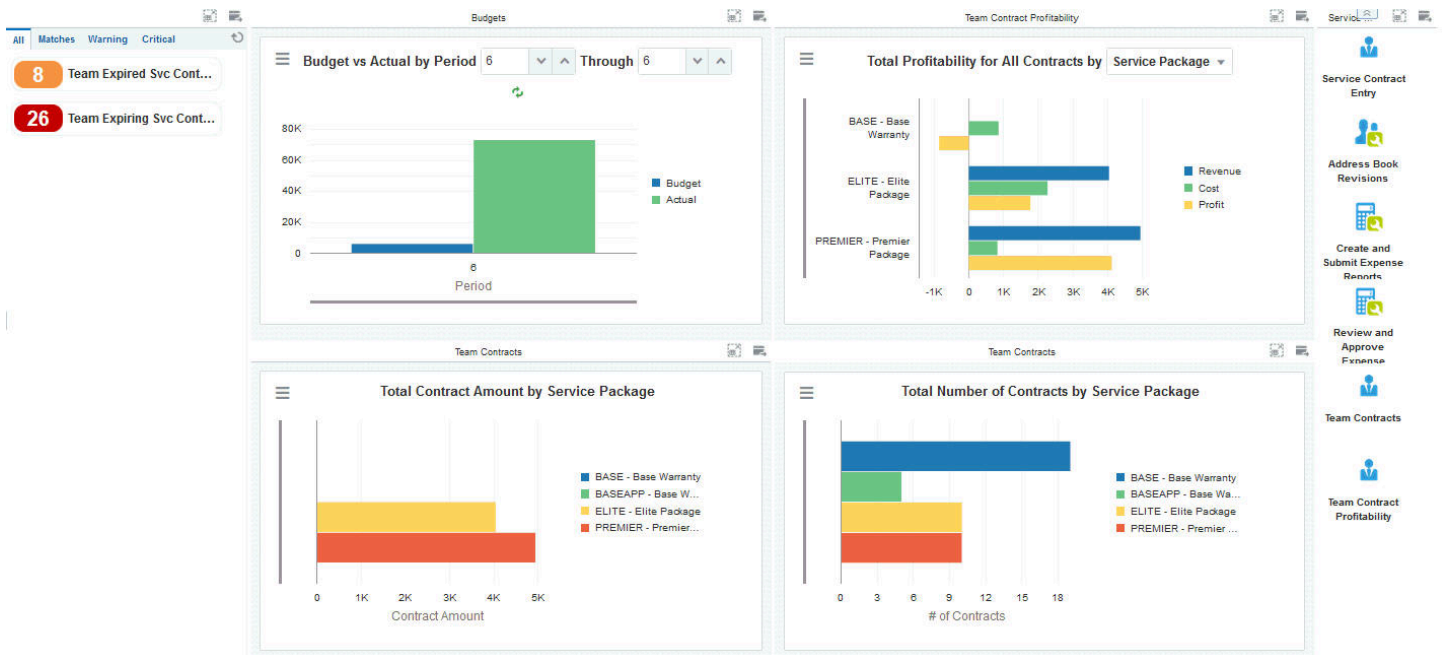 All Matches Warning Critical
8 Team Expired Svc Cont...
26 Team Expiring Svc Cont...
Budgets
Budget vs Actual by Period 6 Through 6
80K
60K
40K
20K
0
6
Period
Budget
Actual
Team Contract Profitability
Total Profitability for All Contracts by Service Package
BASE - Base
Warranty
ELITE - Elite
Package
PREMIER - Premier
Package
-1K 0 1K 2K 3K 4K 5K
Revenue
Cost
Profit
Team Contracts
Total Contract Amount by Service Package
0 1K 2K 3K 4K 5K
Contract Amount
BASE - Base Warranty
BASEAPP - Base W...
ELITE - Elite Package
PREMIER - Premier...
Team Contracts
Total Number of Contracts by Service Package
0 3 6 9 12 15 18
# of Contracts
BASE - Base Warranty
BASEAPP - Base Wa...
ELITE - Elite Package
PREMIER - Premier ...
Service Contract
Entry
Address Book
Revisions
Create and
Submit Expense
Reports
Review and
Approve
Expense
Team Contracts
Team Contract
Profitability